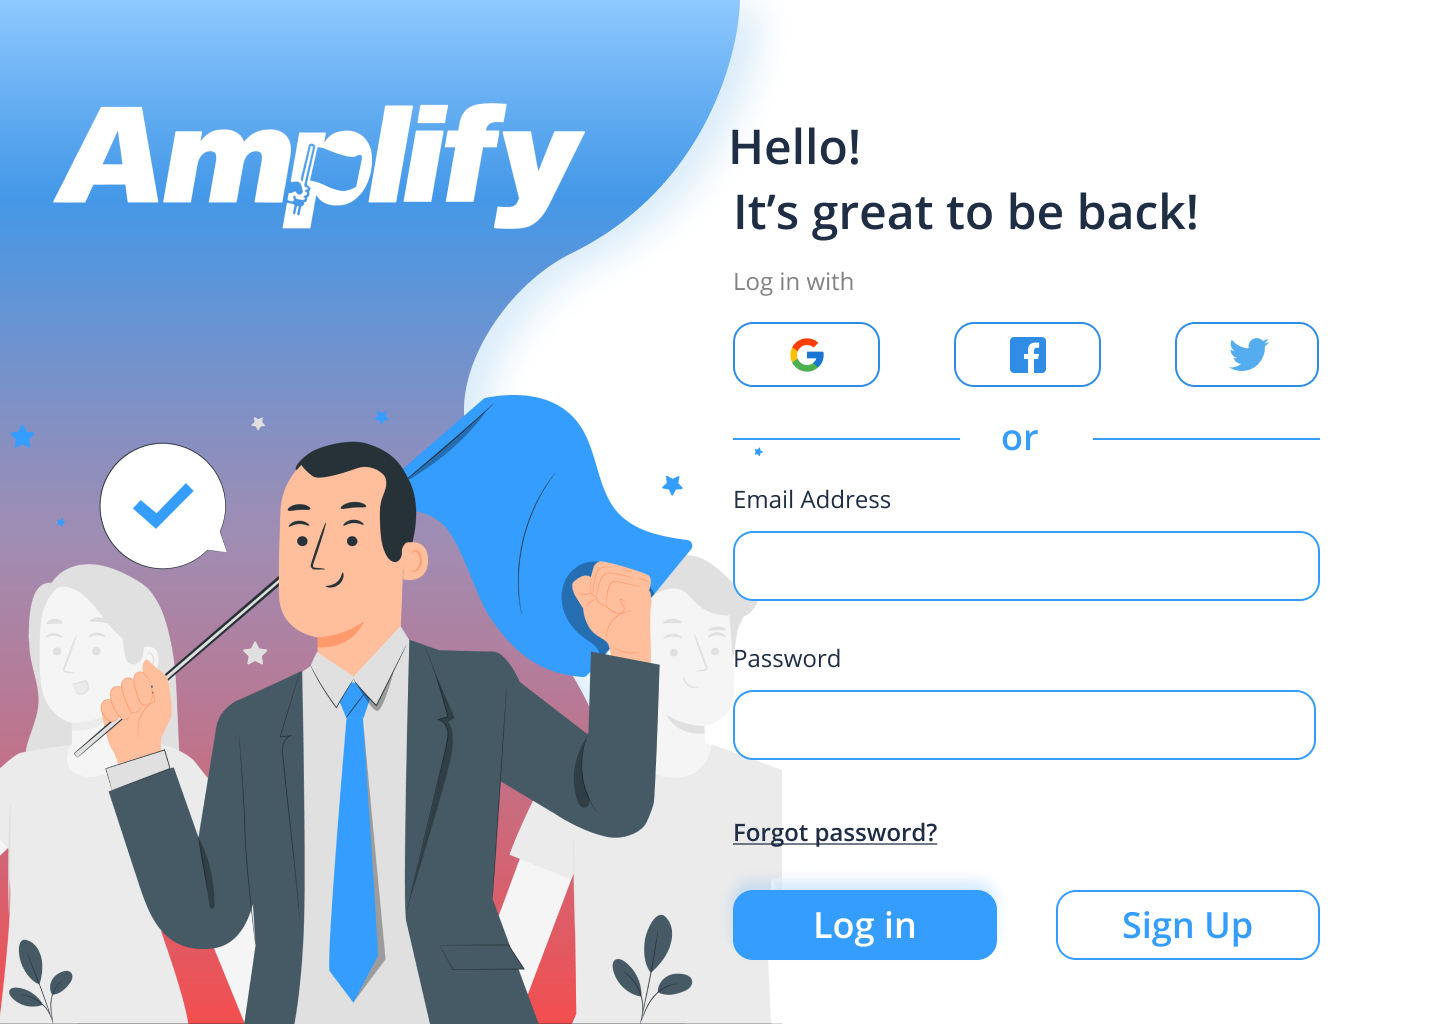 Amplify
Hello!
It’s great to be back!
Log in with
or
Email Address
Password
Forgot password?
Log in
Sign Up